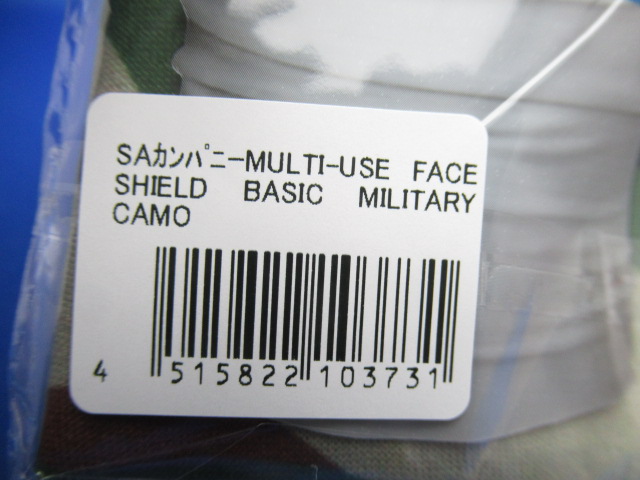 SAｶﾝﾊﾟﾆｰMULTI-USE FACE
SHIELD BASIC MILITARY
CAMO
4 515822 103731